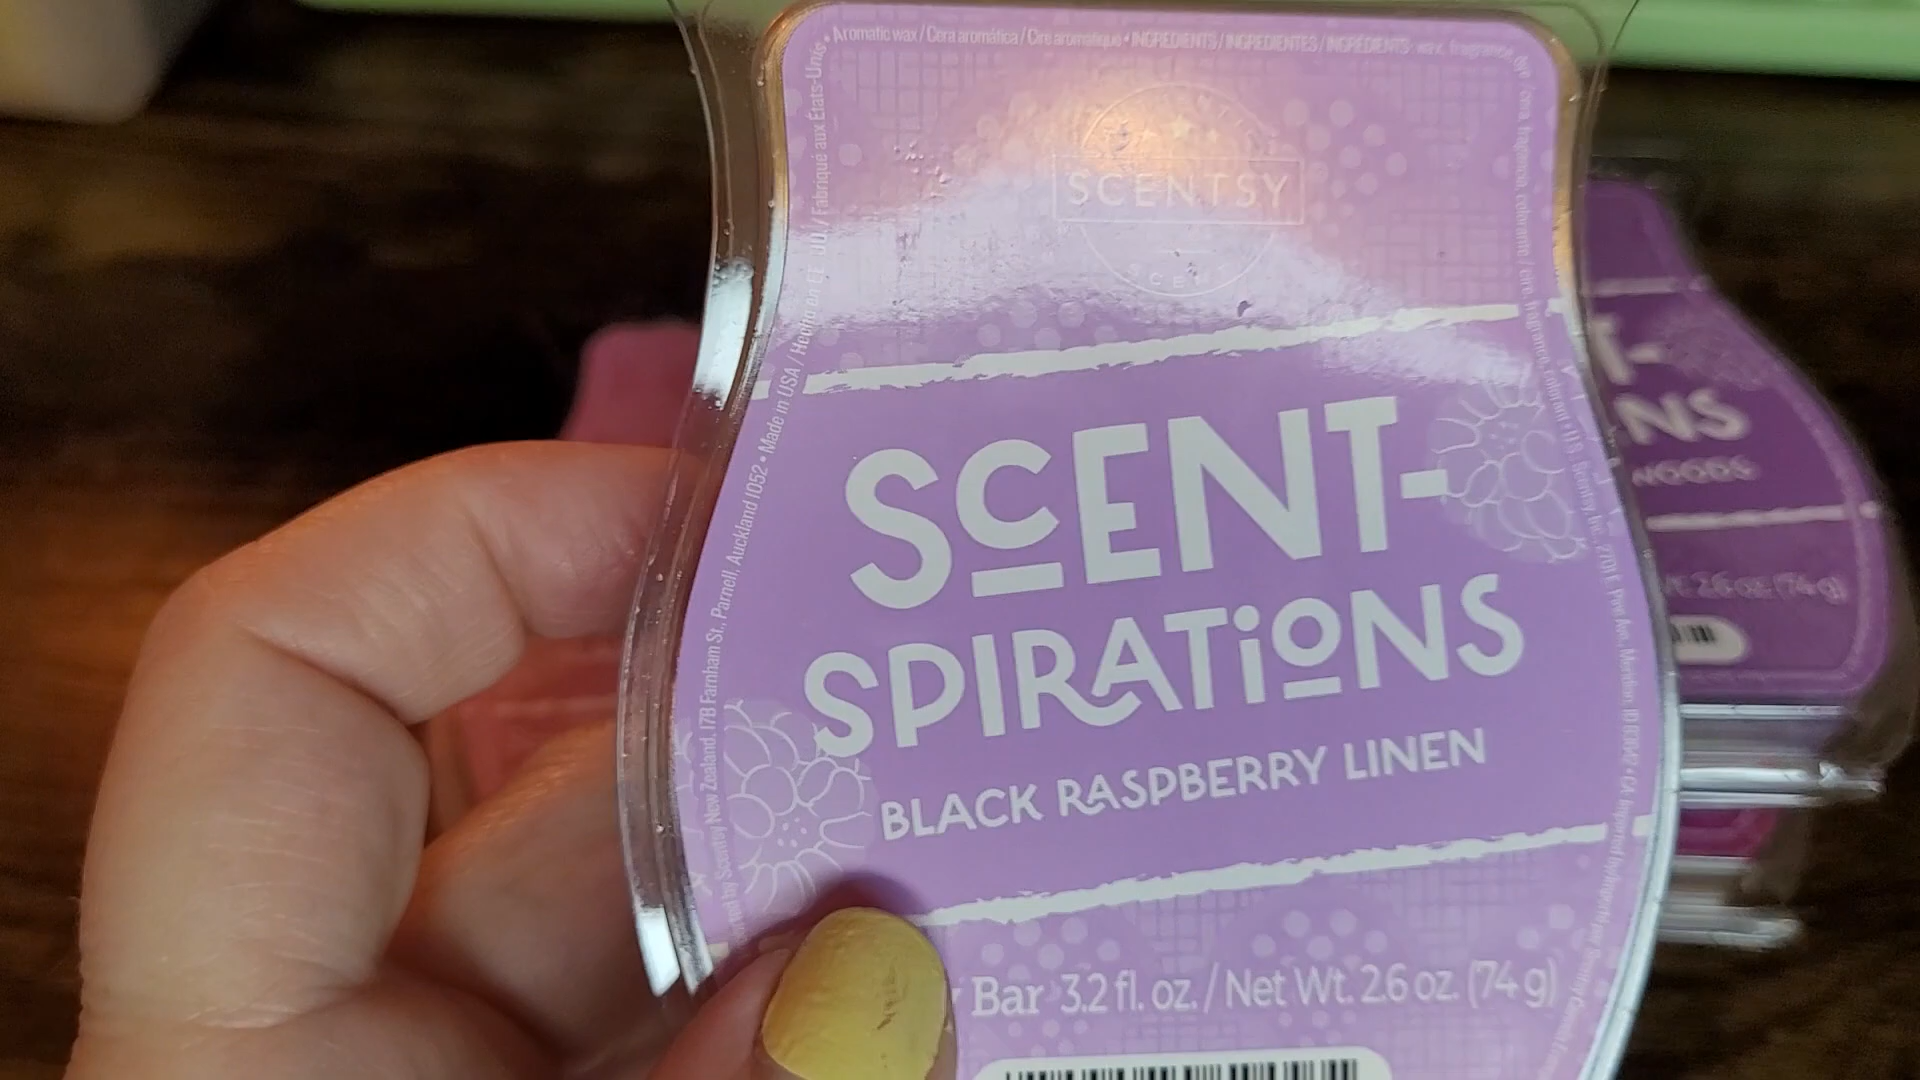 Aromatic wax / Cera aromática / Cire aromatique • INGREDIENTS / INGREDIENTES / INGRÉDIENTS: wax, fragrance
SCENTSY
SCENT-
SPIRATIONS
BLACK RASPBERRY LINEN
Bar 3.2 fl. oz. / Net Wt. 2.6 oz. (74 g)
by Scentsy New Zealand, 17B Farnham St., Parnell, Auckland 1052 • Made in USA / Hecho en EE. UU. / Fabriqué aux États-Unis
T-
NS
WOODS
2.6 oz. (74 g)